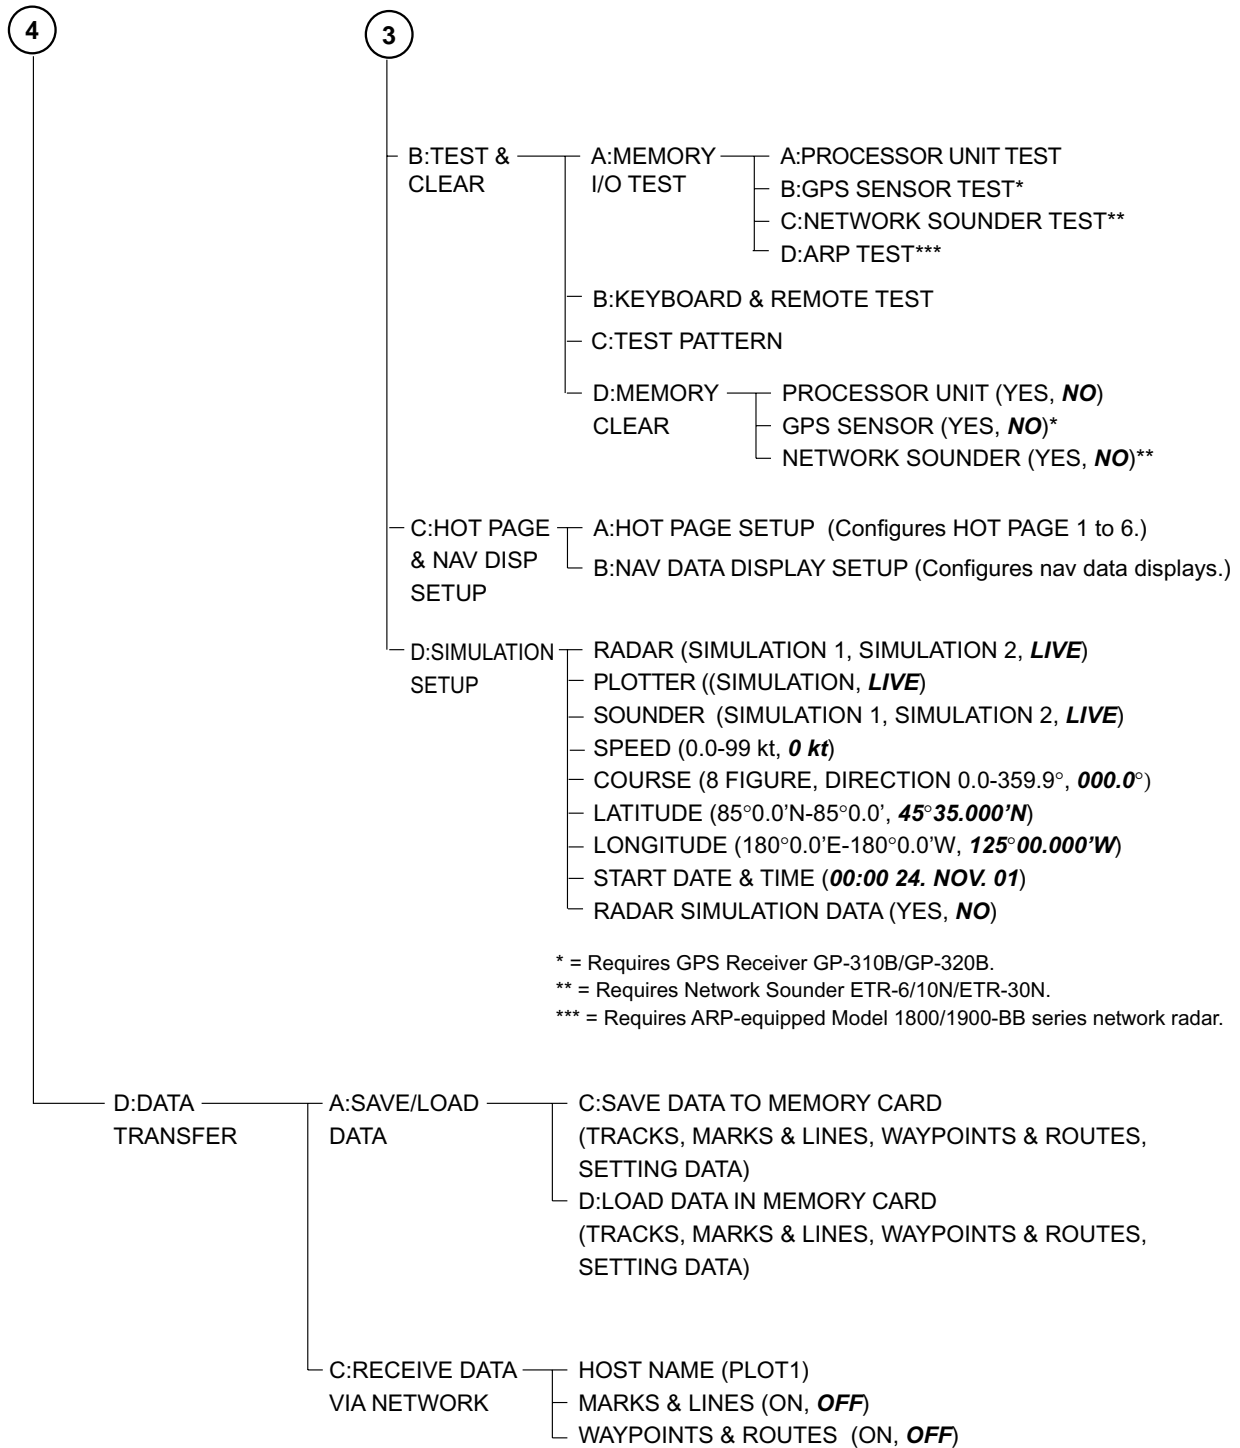 4
3
B:TEST & CLEAR
A:MEMORY I/O TEST
A:PROCESSOR UNIT TEST
B:GPS SENSOR TEST*
C:NETWORK SOUNDER TEST**
D:ARP TEST***
B:KEYBOARD & REMOTE TEST
C:TEST PATTERN
D:MEMORY CLEAR
PROCESSOR UNIT (YES, NO)
GPS SENSOR (YES, NO)*
NETWORK SOUNDER (YES, NO)**
C:HOT PAGE & NAV DISP SETUP
A:HOT PAGE SETUP (Configures HOT PAGE 1 to 6.)
B:NAV DATA DISPLAY SETUP (Configures nav data displays.)
D:SIMULATION SETUP
RADAR (SIMULATION 1, SIMULATION 2, LIVE)
PLOTTER ((SIMULATION, LIVE)
SOUNDER (SIMULATION 1, SIMULATION 2, LIVE)
SPEED (0.0-99 kt, 0 kt)
COURSE (8 FIGURE, DIRECTION 0.0-359.9°, 000.0°)
LATITUDE (85°0.0'N-85°0.0', 45°35.000'N)
LONGITUDE (180°0.0'E-180°0.0'W, 125°00.000'W)
START DATE & TIME (00:00 24. NOV. 01)
RADAR SIMULATION DATA (YES, NO)
* = Requires GPS Receiver GP-310B/GP-320B.
** = Requires Network Sounder ETR-6/10N/ETR-30N.
*** = Requires ARP-equipped Model 1800/1900-BB series network radar.
D:DATA TRANSFER
A:SAVE/LOAD DATA
C:SAVE DATA TO MEMORY CARD
(TRACKS, MARKS & LINES, WAYPOINTS & ROUTES,
SETTING DATA)
D:LOAD DATA IN MEMORY CARD
(TRACKS, MARKS & LINES, WAYPOINTS & ROUTES,
SETTING DATA)
C:RECEIVE DATA VIA NETWORK
HOST NAME (PLOT1)
MARKS & LINES (ON, OFF)
WAYPOINTS & ROUTES (ON, OFF)